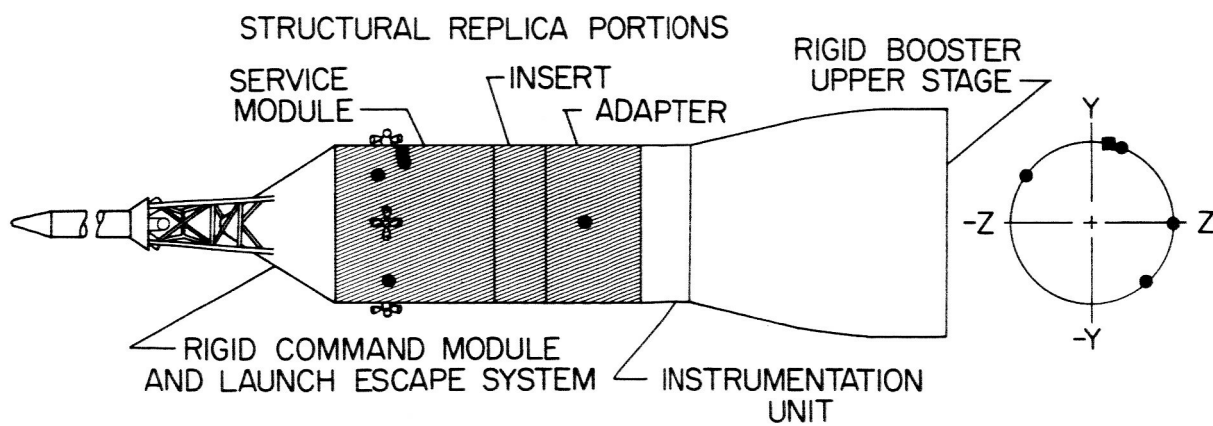 STRUCTURAL REPLICA PORTIONS
SERVICE
MODULE
INSERT
ADAPTER
RIGID BOOSTER
UPPER STAGE
Y
-Z
Z
-Y
RIGID COMMAND MODULE
AND LAUNCH ESCAPE SYSTEM
INSTRUMENTATION
UNIT